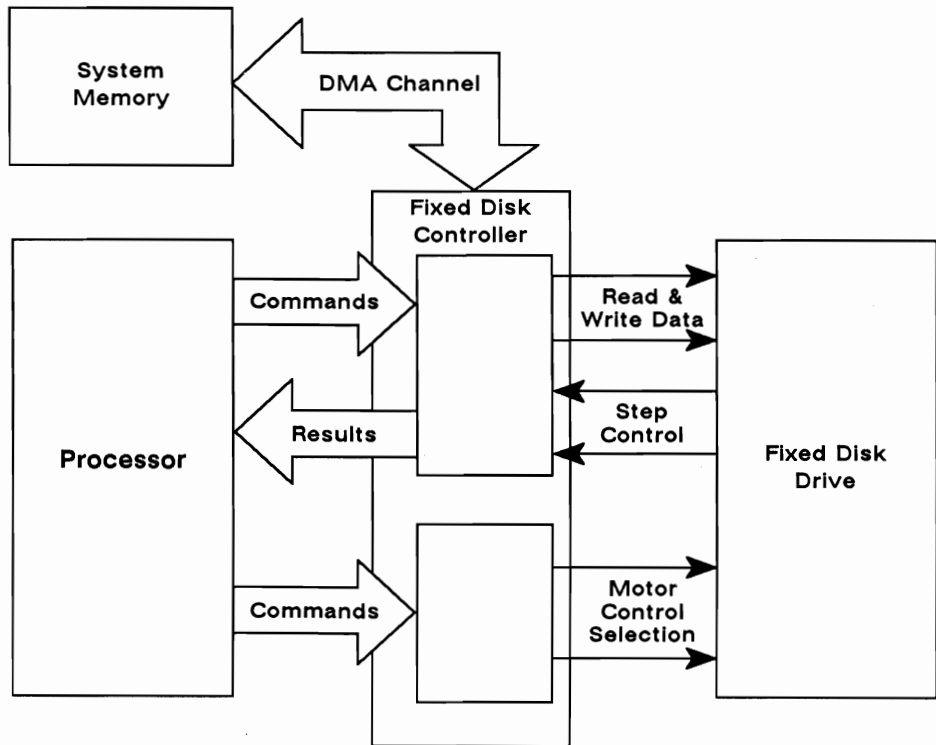 System
Memory
DMA Channel
Fixed Disk
Controller
Commands
Read &
Write Data
Results
Step
Control
Processor
Fixed Disk
Drive
Commands
Motor
Control
Selection